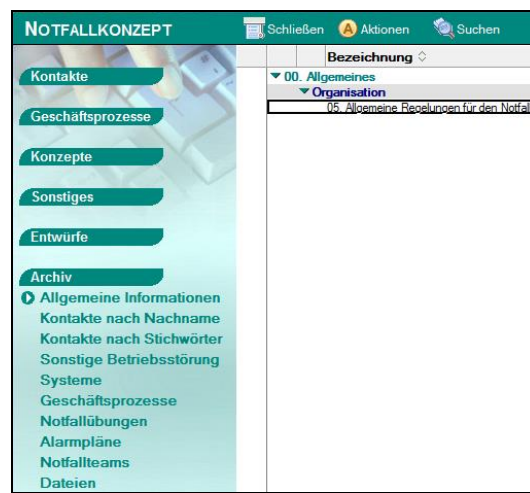 NOTFALLKONZEPT
Schließen
A Aktionen
Suchen
Bezeichnung
Kontakte
Geschäftsprozesse
Konzepte
Sonstiges
Entwürfe
Archiv
Allgemeine Informationen
Kontakte nach Nachname
Kontakte nach Stichwörter
Sonstige Betriebsstörung
Systeme
Geschäftsprozesse
Notfallübungen
Alarmpläne
Notfallteams
Dateien
00. Allgemeines
Organisation
05. Allgemeine Regelungen für den Notfal